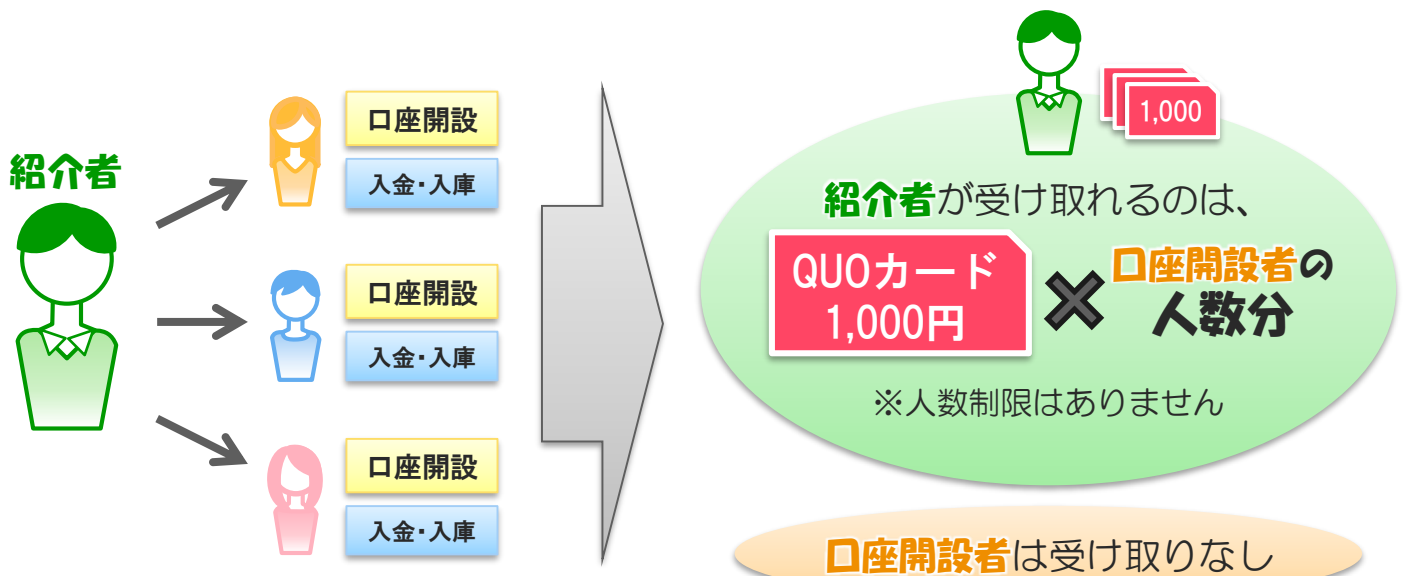 紹介者
口座開設
入金・入庫
口座開設
入金・入庫
口座開設
入金・入庫
1,000
紹介者が受け取れるのは、
QUOカード
1,000円
×
口座開設者の
人数分
※人数制限はありません
口座開設者は受け取りなし